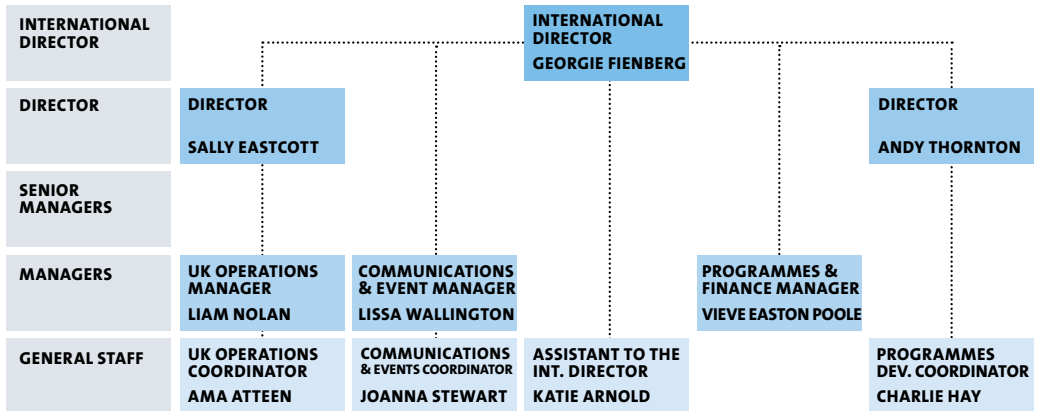 INTERNATIONAL
DIRECTOR
INTERNATIONAL
DIRECTOR
GEORGIE FIENBERG
DIRECTOR
DIRECTOR
SALLY EASTCOTT
DIRECTOR
ANDY THORNTON
SENIOR
MANAGERS
MANAGERS
UK OPERATIONS
MANAGER
LIAM NOLAN
COMMUNICATIONS
& EVENT MANAGER
LISSA WALLINGTON
PROGRAMMES &
FINANCE MANAGER
VIEVE EASTON POOLE
GENERAL STAFF
UK OPERATIONS
COORDINATOR
AMA ATTEEN
COMMUNICATIONS
& EVENTS COORDINATOR
JOANNA STEWART
ASSISTANT TO THE
INT. DIRECTOR
KATIE ARNOLD
PROGRAMMES
DEV. COORDINATOR
CHARLIE HAY